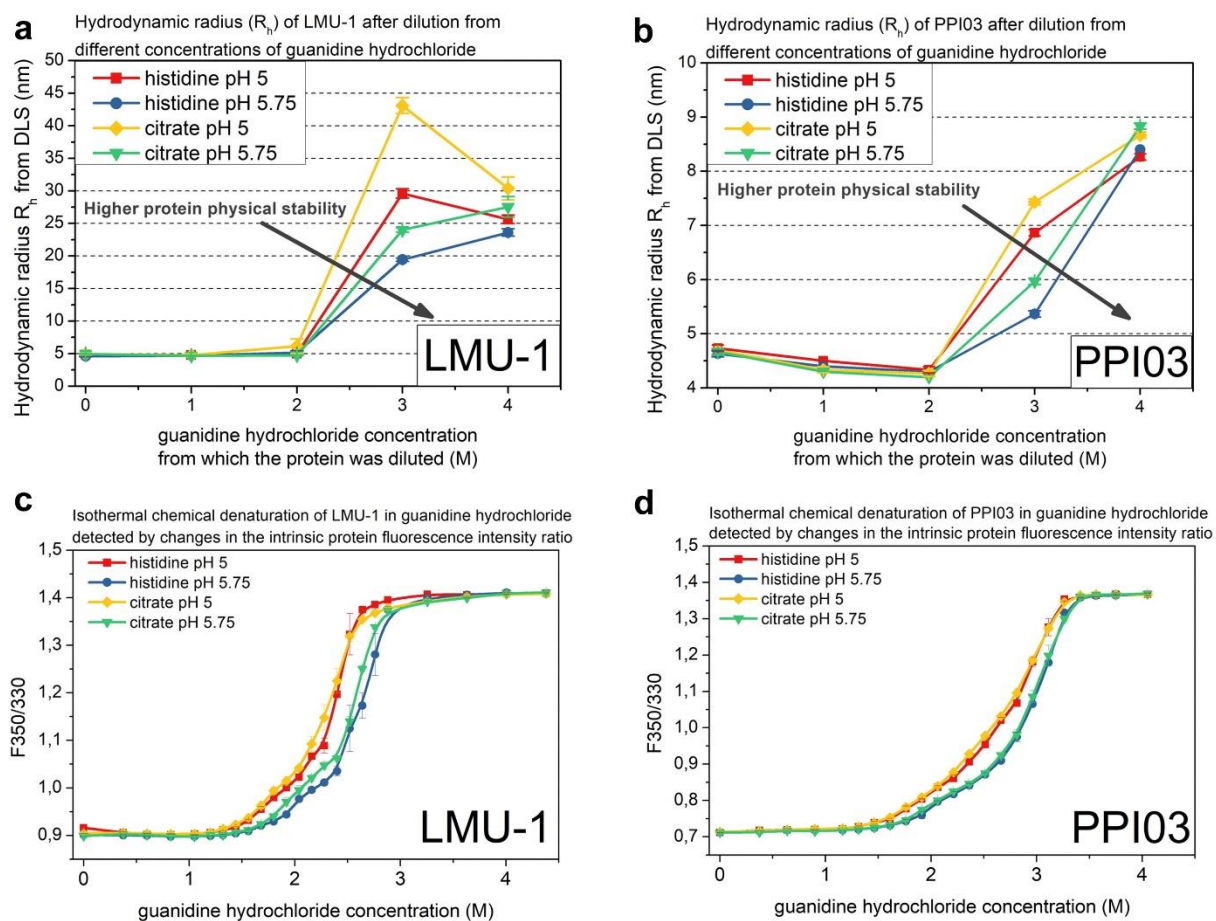 a
Hydrodynamic radius (Rh) of LMU-1 after dilution from
different concentrations of guanidine hydrochloride
50
45
40
35
30
25
20
15
10
5
0
Hydrodynamic radius Rh from DLS (nm)
histidine pH 5
histidine pH 5.75
citrate pH 5
citrate pH 5.75
Higher protein physical stability
LMU-1
0 1 2 3 4
guanidine hydrochloride concentration
from which the protein was diluted (M)
b
Hydrodynamic radius (Rh) of PPI03 after dilution from
different concentrations of guanidine hydrochloride
10
9
8
7
6
5
4
Hydrodynamic radius Rh from DLS (nm)
histidine pH 5
histidine pH 5.75
citrate pH 5
citrate pH 5.75
Higher protein physical stability
PPI03
0 1 2 3 4
guanidine hydrochloride concentration
from which the protein was diluted (M)
c
Isothermal chemical denaturation of LMU-1 in guanidine hydrochloride
detected by changes in the intrinsic protein fluorescence intensity ratio
1,5
1,4
1,3
1,2
1,1
1,0
0,9
F350/330
histidine pH 5
histidine pH 5.75
citrate pH 5
citrate pH 5.75
LMU-1
0 1 2 3 4
guanidine hydrochloride concentration (M)
d
Isothermal chemical denaturation of PPI03 in guanidine hydrochloride
detected by changes in the intrinsic protein fluorescence intensity ratio
1,5
1,4
1,3
1,2
1,1
1,0
0,9
0,8
0,7
F350/330
histidine pH 5
histidine pH 5.75
citrate pH 5
citrate pH 5.75
PPI03
0 1 2 3 4
guanidine hydrochloride concentration (M)